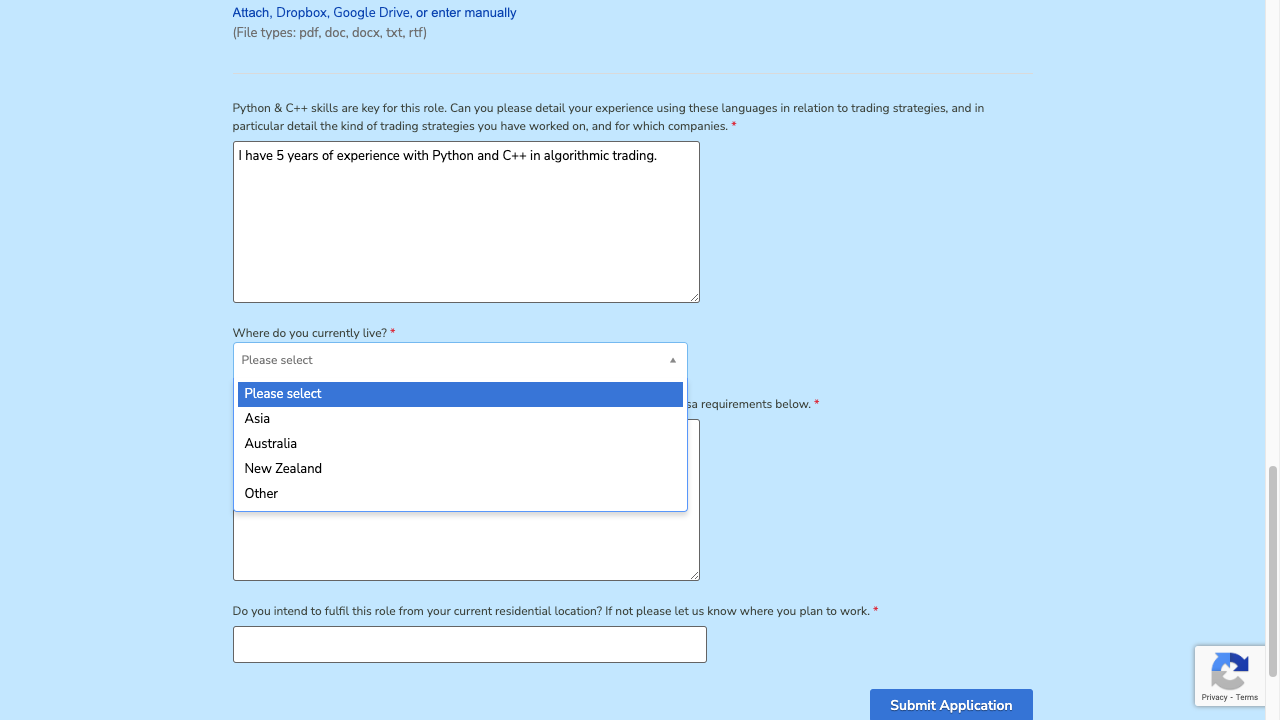 Attach, Dropbox, Google Drive, or enter manually
(File types: pdf, doc, docx, txt, rtf)
Python & C++ skills are key for this role. Can you please detail your experience using these languages in relation to trading strategies, and in
particular detail the kind of trading strategies you have worked on, and for which companies. *
I have 5 years of experience with Python and C++ in algorithmic trading.
Where do you currently live? *
Please select
Please select
sa requirements below. *
Asia
Australia
New Zealand
Other
Do you intend to fulfil this role from your current residential location? If not please let us know where you plan to work. *
Privacy - Terms
Submit Application